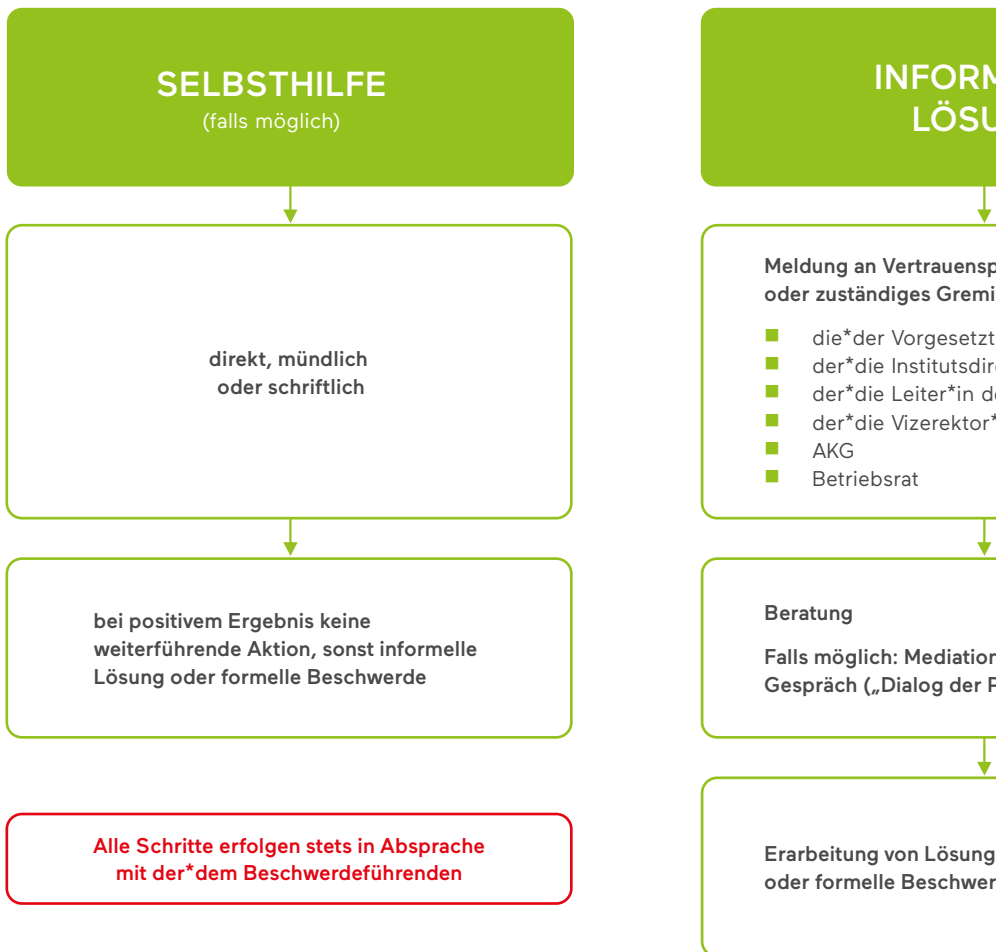 SELBSTHILFE
(falls möglich)
direkt, mündlich
oder schriftlich
bei positivem Ergebnis keine
weiterführende Aktion, sonst informelle
Lösung oder formelle Beschwerde
Alle Schritte erfolgen stets in Absprache
mit der*dem Beschwerdeführenden
INFORM
LÖSU
Meldung an Vertrauensp
oder zuständiges Gremi
die*der Vorgesetzt
der*die Institutsdire
der*die Leiter*in de
der*die Vizerektor*
AKG
Betriebsrat
Beratung
Falls möglich: Mediation
Gespräch („Dialog der P
Erarbeitung von Lösung
oder formelle Beschwer